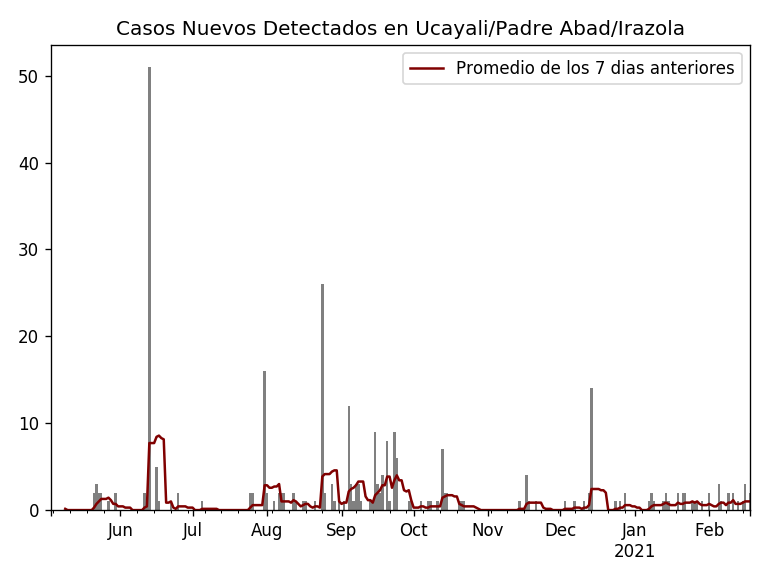 Casos Nuevos Detectados en Ucayali/Padre Abad/Irazola
Promedio de los 7 dias anteriores
50
40
30
20
10
0
Jun Jul Aug Sep Oct Nov Dec Jan Feb
2021